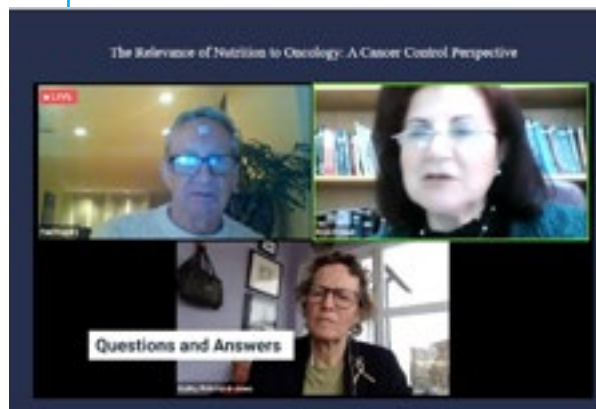 The Relevance of Nutrition to Oncology: A Cancer Control Perspective
LIVE
Questions and Answers